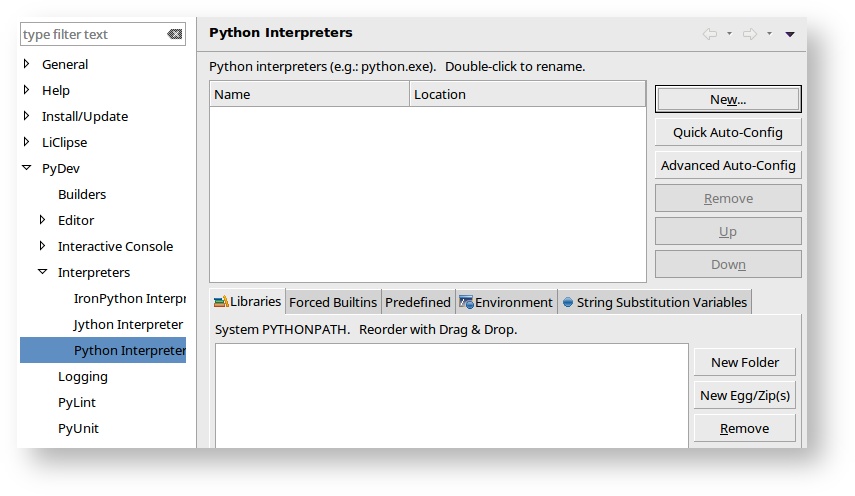 type filter text
General
Help
Install/Update
LiClipse
PyDev
Builders
Editor
Interactive Console
Interpreters
IronPython Interpr
Jython Interpreter
Python Interpreter
Logging
PyLint
PyUnit
Python Interpreters
Python interpreters (e.g.: python.exe).   Double-click to rename.
Name Location
New...
Quick Auto-Config
Advanced Auto-Config
Remove
Up
Down
Libraries Forced Builtins Predefined Environment String Substitution Variables
System PYTHONPATH.   Reorder with Drag & Drop.
New Folder
New Egg/Zip(s)
Remove